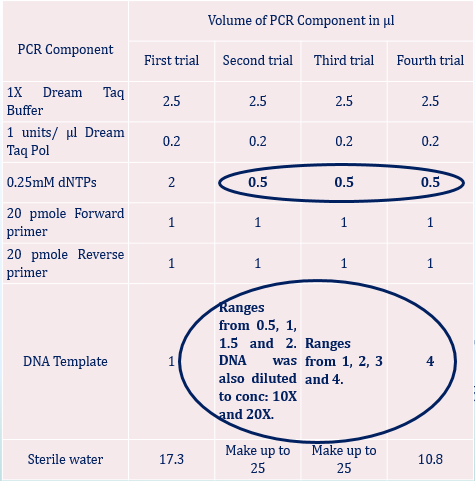 Volume of PCR Component in µl
PCR Component
First trial Second trial Third trial Fourth trial
1X Dream Taq
Buffer
2.5 2.5 2.5 2.5
1 units/ µl Dream
Taq Pol
0.2 0.2 0.2 0.2
0.25mM dNTPs 2 0.5 0.5 0.5
20 pmole Forward
primer
1 1 1 1
20 pmole Reverse
primer
1 1 1 1
DNA Template
1
Ranges
from 0.5, 1,
1.5 and 2.
DNA was
also diluted
to conc: 10X
and 20X.
Ranges
from 1, 2, 3
and 4.
4
Sterile water 17.3
Make up to
25
Make up to
25
10.8